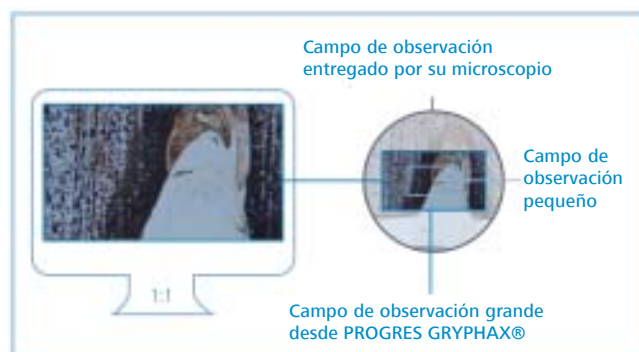 Campo de observación
entregado por su microscopio
Campo de
observación
pequeño
1:1
Campo de observación grande
desde PROGRES GRYPHAX®